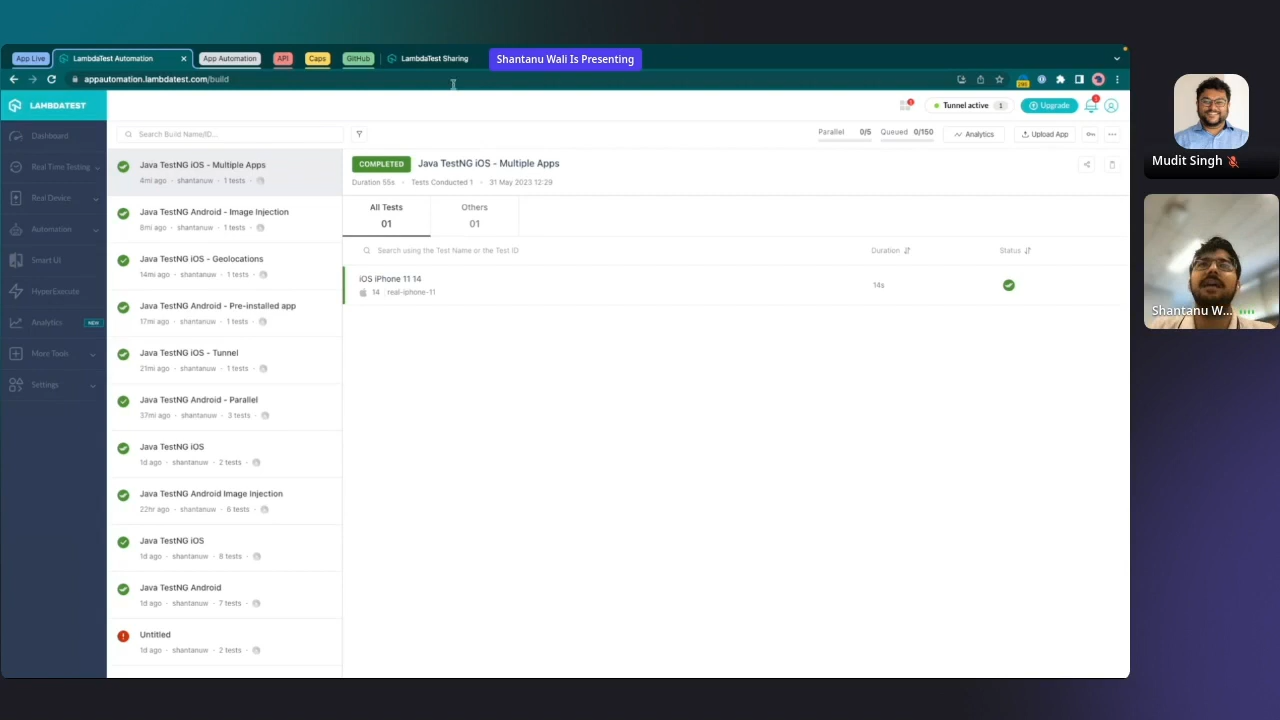 App Live
LambdaTest Automation
App Automation
API
Caps
GitHub
LambdaTest Sharing
Shantanu Wali Is Presenting
appautomation.lambdatest.com/build
LAMBDATEST
Tunnel active 1
Upgrade
1
Dashboard
Real Time Testing
Real Device
Automation
Smart UI
HyperExecute
Analytics NEW
More Tools
Settings
Search Build Name/ID...
Parallel 0/5 Queued 0/150
Analytics
Upload App
Java TestNG iOS - Multiple Apps
4mi ago · shantanuw · 1 tests ·
Java TestNG Android - Image Injection
8mi ago · shantanuw · 1 tests ·
Java TestNG iOS - Geolocations
14mi ago · shantanuw · 1 tests ·
Java TestNG Android - Pre-installed app
17mi ago · shantanuw · 1 tests ·
Java TestNG iOS - Tunnel
21mi ago · shantanuw · 1 tests ·
Java TestNG Android - Parallel
37mi ago · shantanuw · 3 tests ·
Java TestNG iOS
1d ago · shantanuw · 2 tests ·
Java TestNG Android Image Injection
22hr ago · shantanuw · 6 tests ·
Java TestNG iOS
1d ago · shantanuw · 8 tests ·
Java TestNG Android
1d ago · shantanuw · 7 tests ·
Untitled
1d ago · shantanuw · 2 tests ·
COMPLETED Java TestNG iOS - Multiple Apps
Duration 55s · Tests Conducted 1 · 31 May 2023 12:29
All Tests
01
Others
01
Search using the Test Name or the Test ID
Duration
Status
iOS iPhone 11 14
14 real-iphone-11
14s
Mudit Singh
Shantanu W...